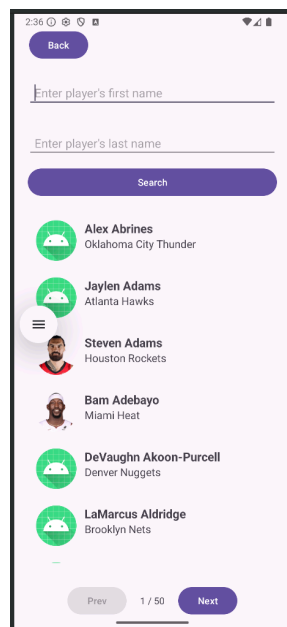 2:36
Back
Enter player's first name
Enter player's last name
Search
Alex Abrines
Oklahoma City Thunder
Jaylen Adams
Atlanta Hawks
Steven Adams
Houston Rockets
Bam Adebayo
Miami Heat
DeVaughn Akoon-Purcell
Denver Nuggets
LaMarcus Aldridge
Brooklyn Nets
Prev 1 / 50 Next